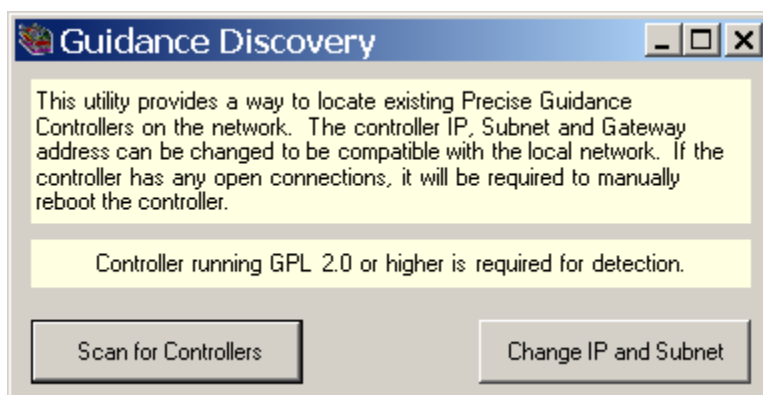 Guidance Discovery
This utility provides a way to locate existing Precise Guidance
Controllers on the network.  The controller IP, Subnet and Gateway
address can be changed to be compatible with the local network.  If the
controller has any open connections, it will be required to manually
reboot the controller.
Controller running GPL 2.0 or higher is required for detection.
Scan for Controllers
Change IP and Subnet